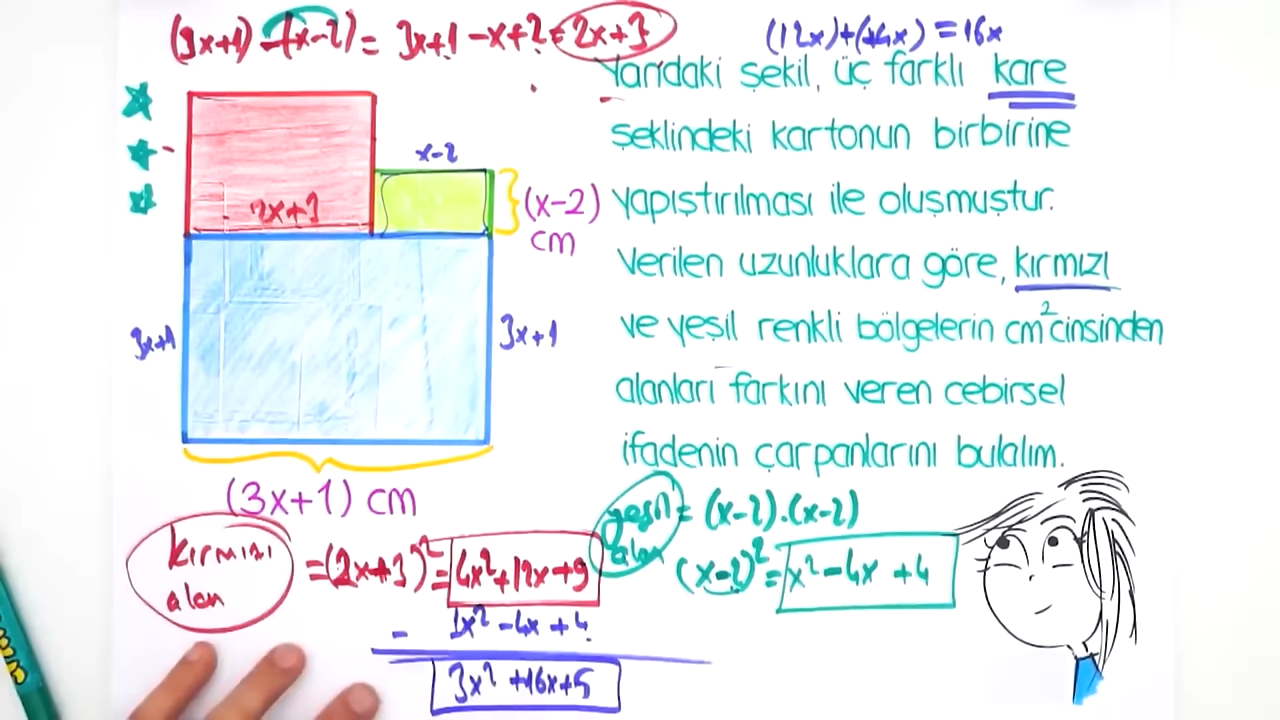 (3x+1) - (x-2) = 3x+1 -x+2 = 2x+3
(12x)+(+4x) = 16x
Yandaki şekil, üç farklı kare
şeklindeki kartonun birbirine
yapıştırılması ile oluşmuştur.
Verilen uzunluklara göre, kırmızı
ve yeşil renkli bölgelerin cm² cinsinden
alanları farkını veren cebirsel
ifadenin çarpanlarını bulalım.
x-2
2x+3
(x-2)
cm
3x+1
3x+1
(3x+1) cm
kırmızı
alan
=(2x+3)²= 4x²+12x+9
- 1x² -4x + 4
3x² +16x+5
yeşil
alan
= (x-2).(x-2)
(x-2)²= x² -4x +4